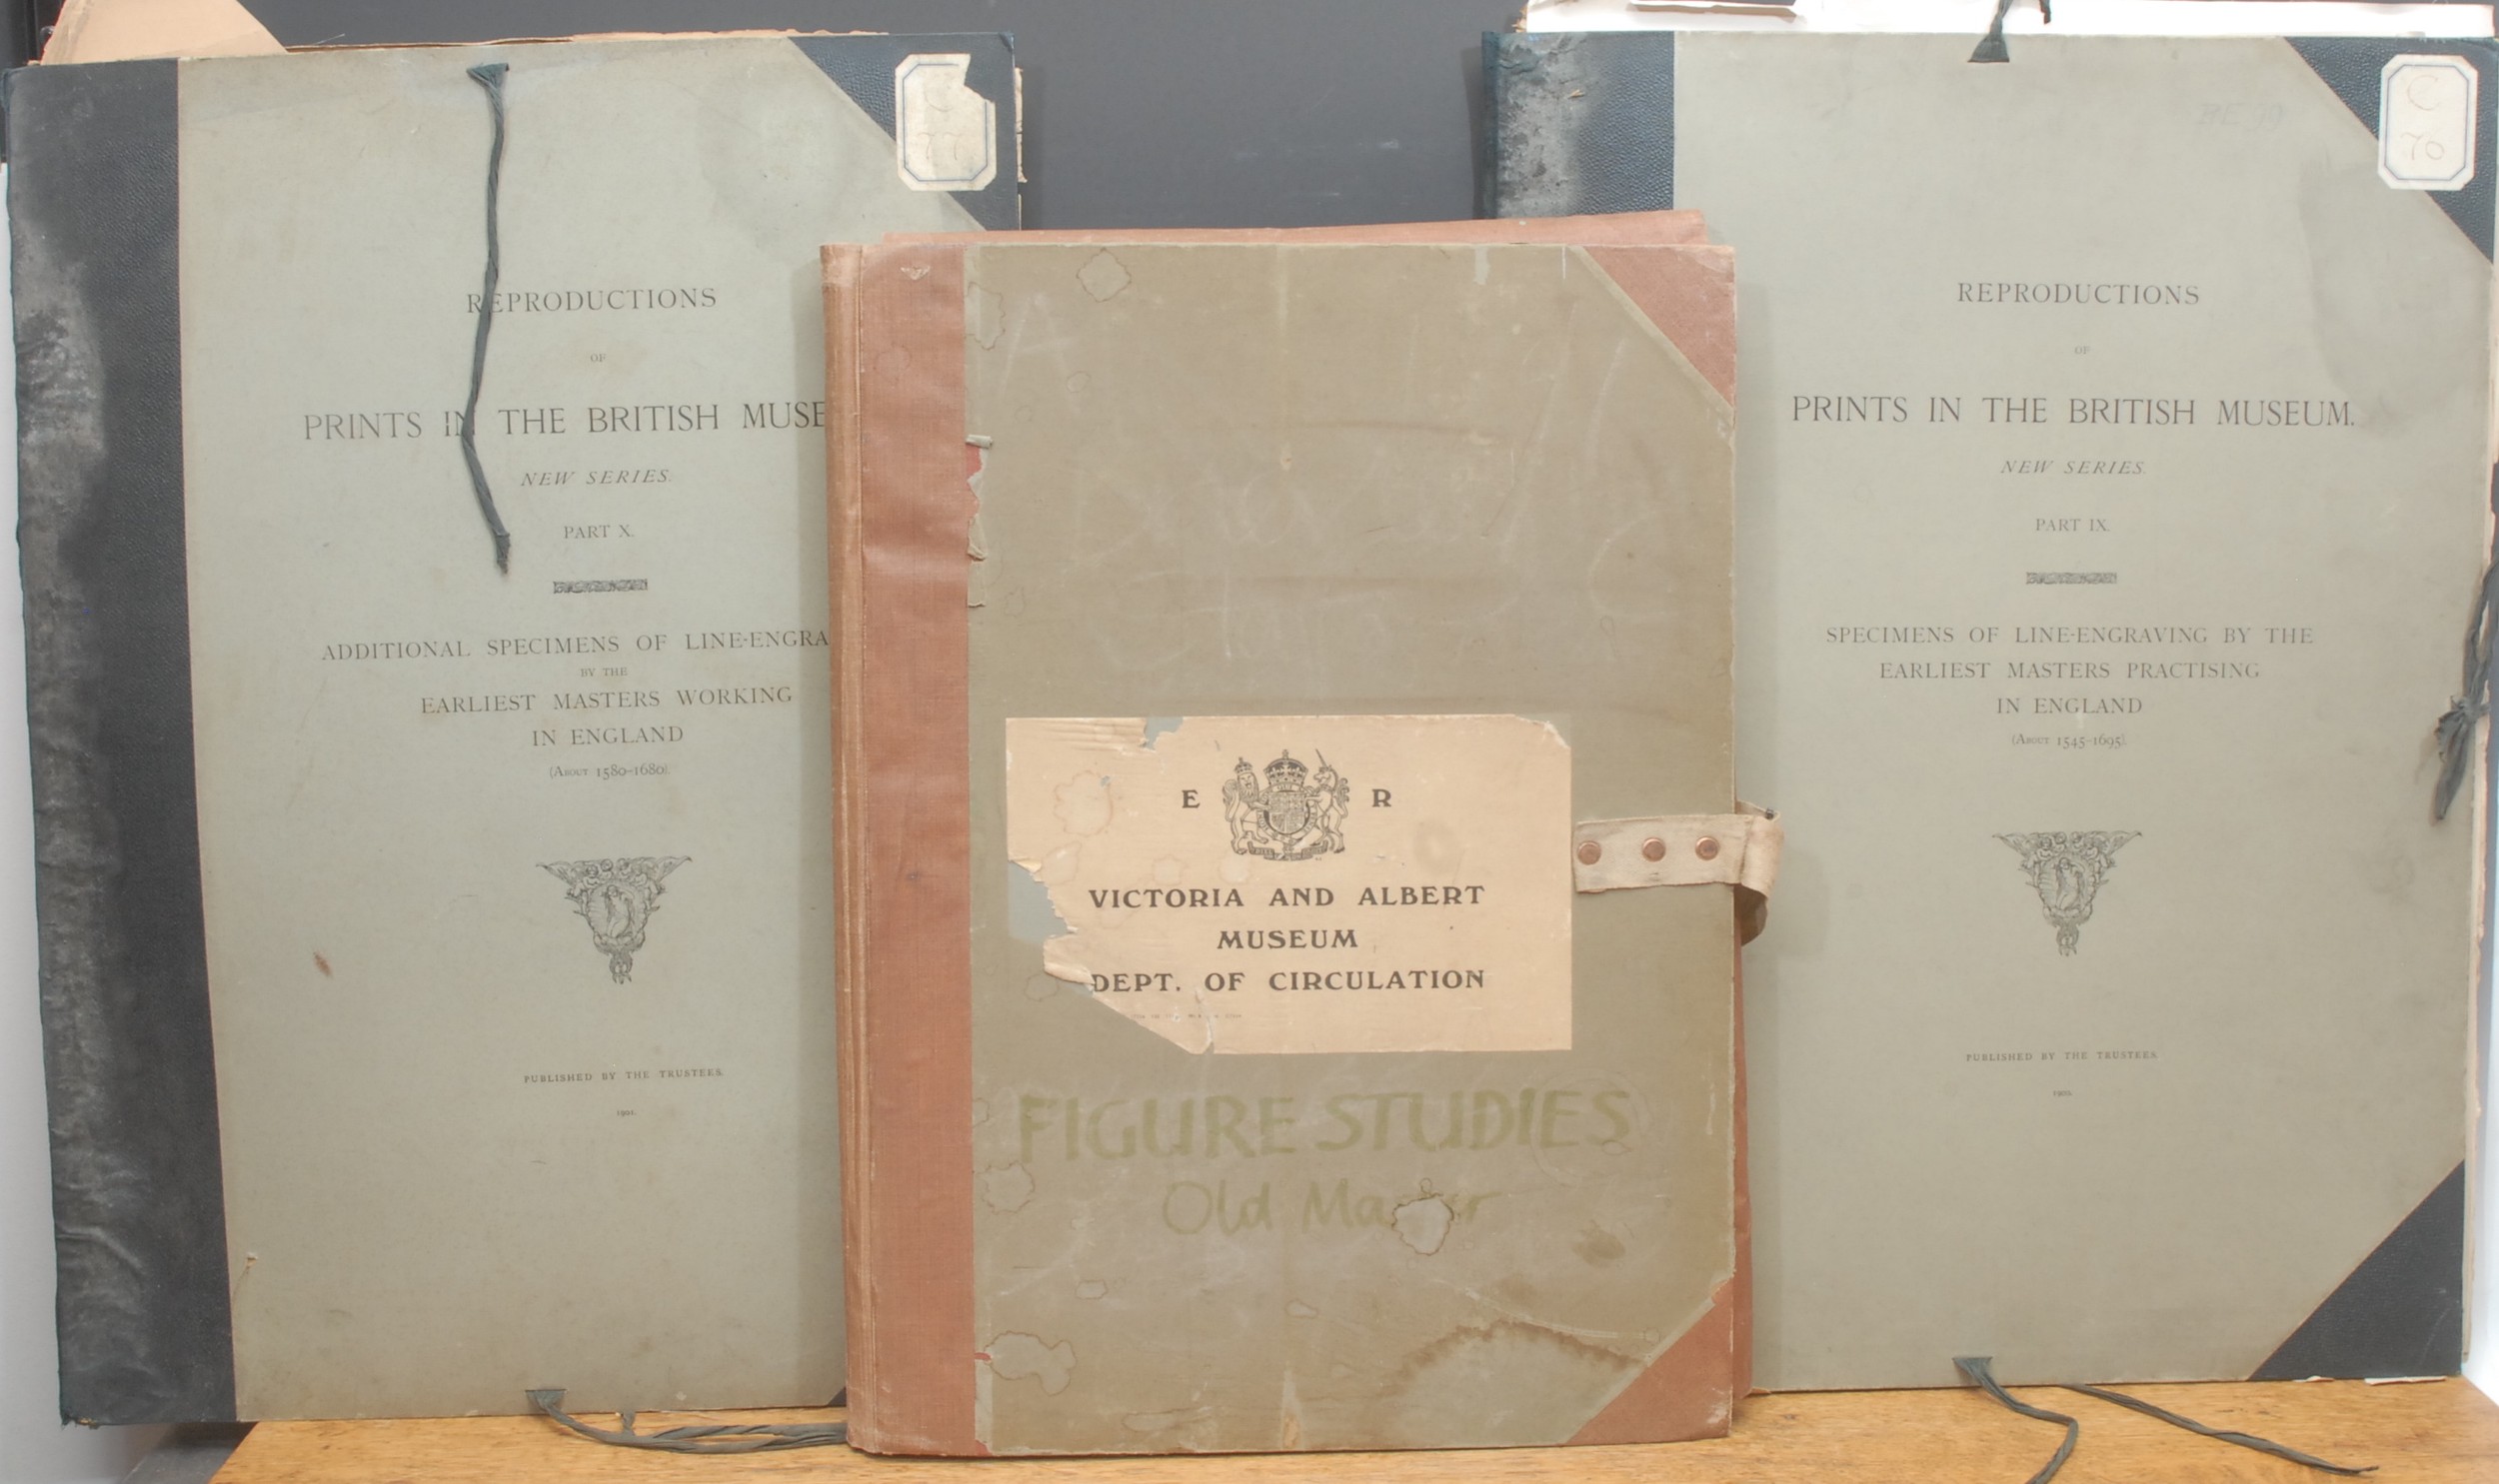 77
REPRODUCTIONS
OF
PRINTS IN THE BRITISH MUSE
NEW SERIES.
PART X.
ADDITIONAL SPECIMENS OF LINE-ENGRA
BY THE
EARLIEST MASTERS WORKING
IN ENGLAND
(About 1580-1680).
PUBLISHED BY THE TRUSTEES.
1901.
E R
VICTORIA AND ALBERT
MUSEUM
DEPT. OF CIRCULATION
FIGURE STUDIES
Old Master
C
70
REPRODUCTIONS
OF
PRINTS IN THE BRITISH MUSEUM.
NEW SERIES.
PART IX.
SPECIMENS OF LINE-ENGRAVING BY THE
EARLIEST MASTERS PRACTISING
IN ENGLAND
(About 1545-1695).
PUBLISHED BY THE TRUSTEES.
1900.